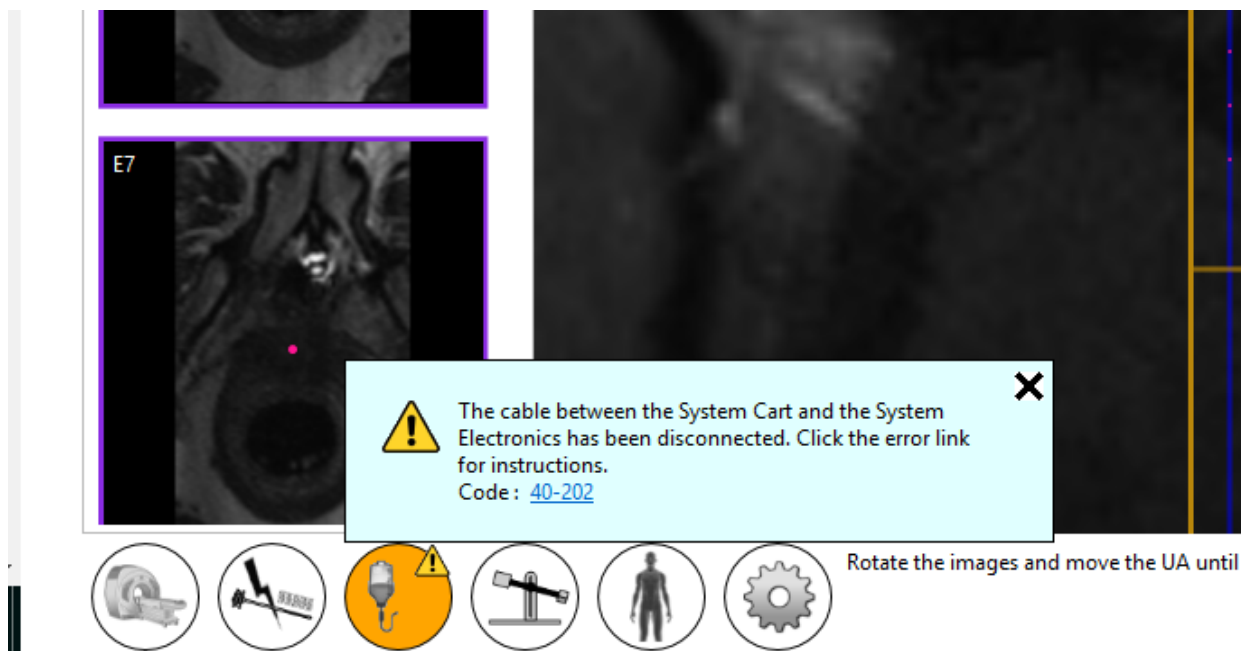 E7
The cable between the System Cart and the System
Electronics has been disconnected. Click the error link
for instructions.
Code : 40-202
Rotate the images and move the UA until